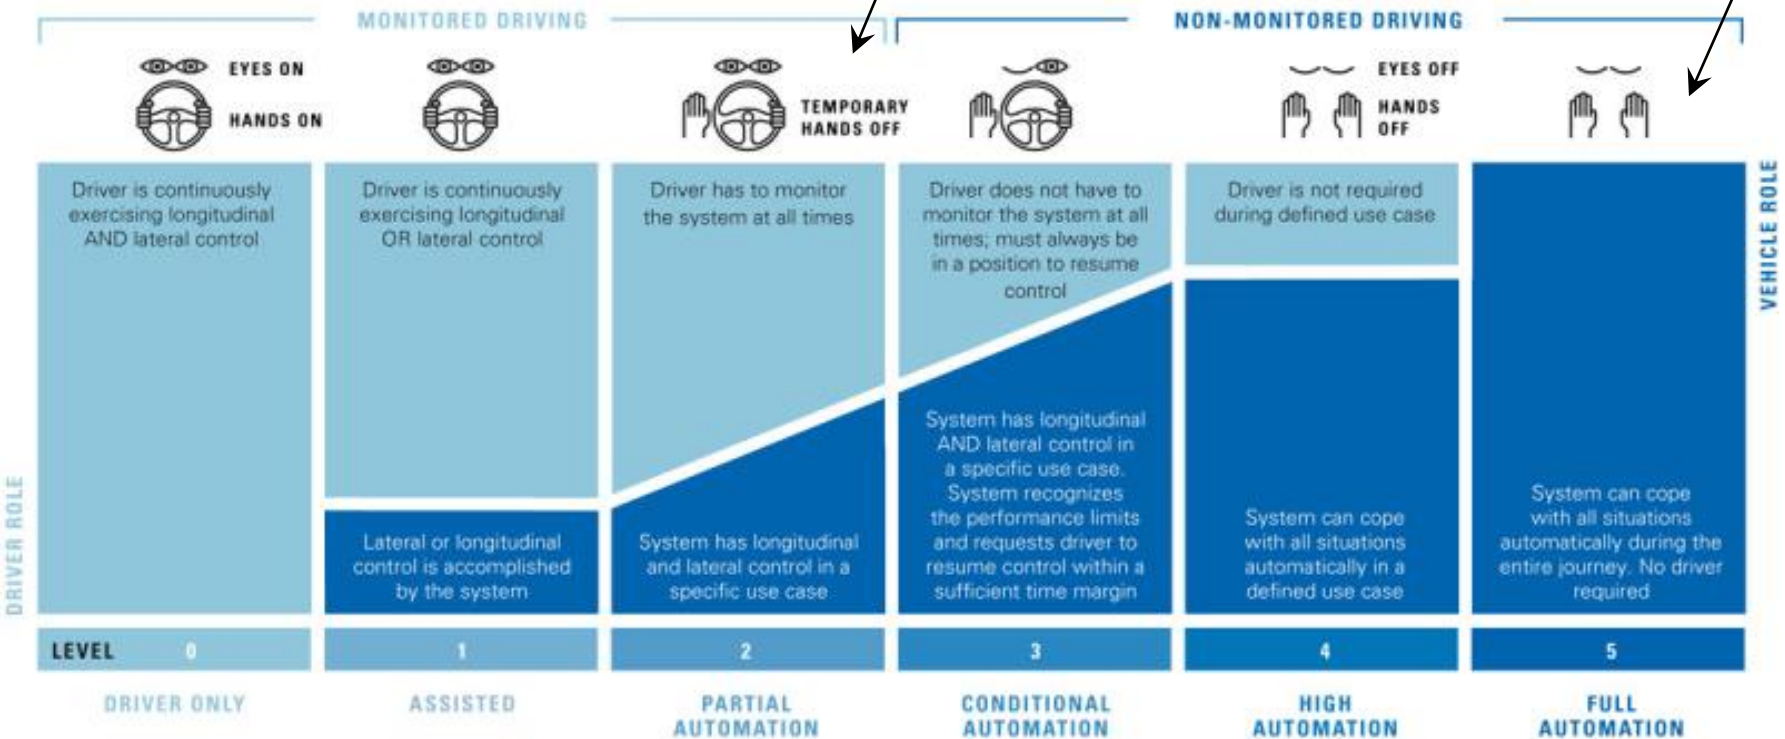 MONITORED DRIVING
NON-MONITORED DRIVING
EYES ON
HANDS ON
TEMPORARY
HANDS OFF
EYES OFF
HANDS
OFF
Driver is continuously
exercising longitudinal
AND lateral control
Driver is continuously
exercising longitudinal
OR lateral control
Driver has to monitor
the system at all times
Driver does not have to
monitor the system at all
times; must always be
in a position to resume
control
Driver is not required
during defined use case
VEHICLE ROLE
DRIVER ROLE
Lateral or longitudinal
control is accomplished
by the system
System has longitudinal
and lateral control in a
specific use case
System has longitudinal
AND lateral control in
a specific use case.
System recognizes
the performance limits
and requests driver to
resume control within a
sufficient time margin
System can cope
with all situations
automatically in a
defined use case
System can cope
with all situations
automatically during the
entire journey. No driver
required
LEVEL 0 1 2 3 4 5
DRIVER ONLY
ASSISTED
PARTIAL
AUTOMATION
CONDITIONAL
AUTOMATION
HIGH
AUTOMATION
FULL
AUTOMATION